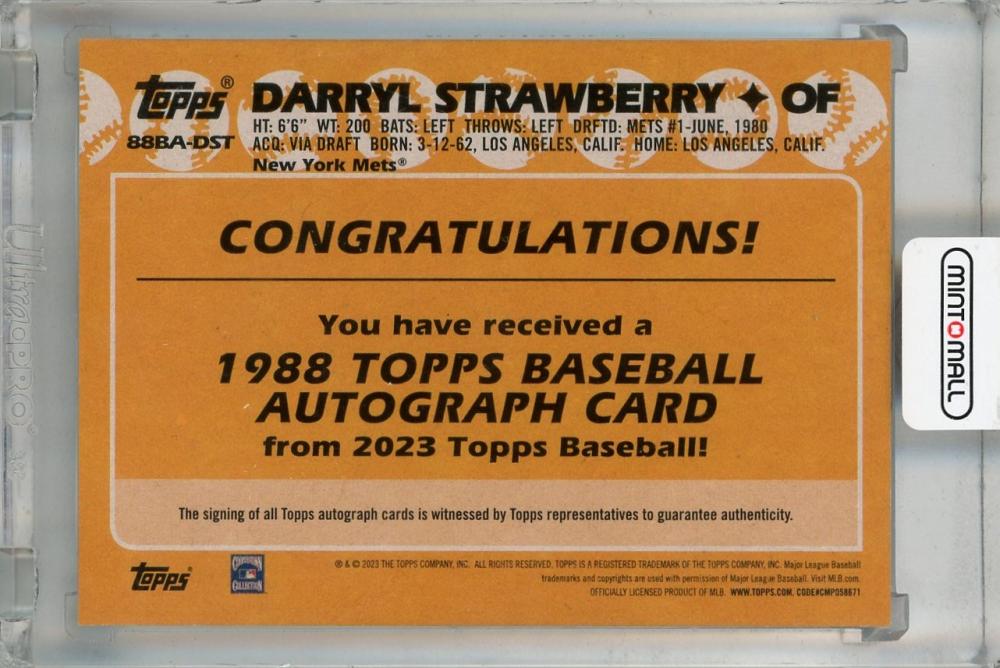 Topps®
88BA-DST
DARRYL STRAWBERRY ✦ OF
HT: 6'6" WT: 200 BATS: LEFT THROWS: LEFT DRFTD: METS #1-JUNE, 1980
ACQ: VIA DRAFT BORN: 3-12-62, LOS ANGELES, CALIF. HOME: LOS ANGELES, CALIF.
New York Mets®
CONGRATULATIONS!
You have received a
1988 TOPPS BASEBALL
AUTOGRAPH CARD
from 2023 Topps Baseball!
The signing of all Topps autograph cards is witnessed by Topps representatives to guarantee authenticity.
Topps®
COOPERSTOWN
COLLECTION
® & © 2023 THE TOPPS COMPANY, INC. ALL RIGHTS RESERVED. TOPPS IS A REGISTERED TRADEMARK OF THE TOPPS COMPANY, INC. Major League Baseball
trademarks and copyrights are used with permission of Major League Baseball. Visit MLB.com.
OFFICIALLY LICENSED PRODUCT OF MLB. WWW.TOPPS.COM. CODE#CMP058671
UltraPRO
MINTOMALL